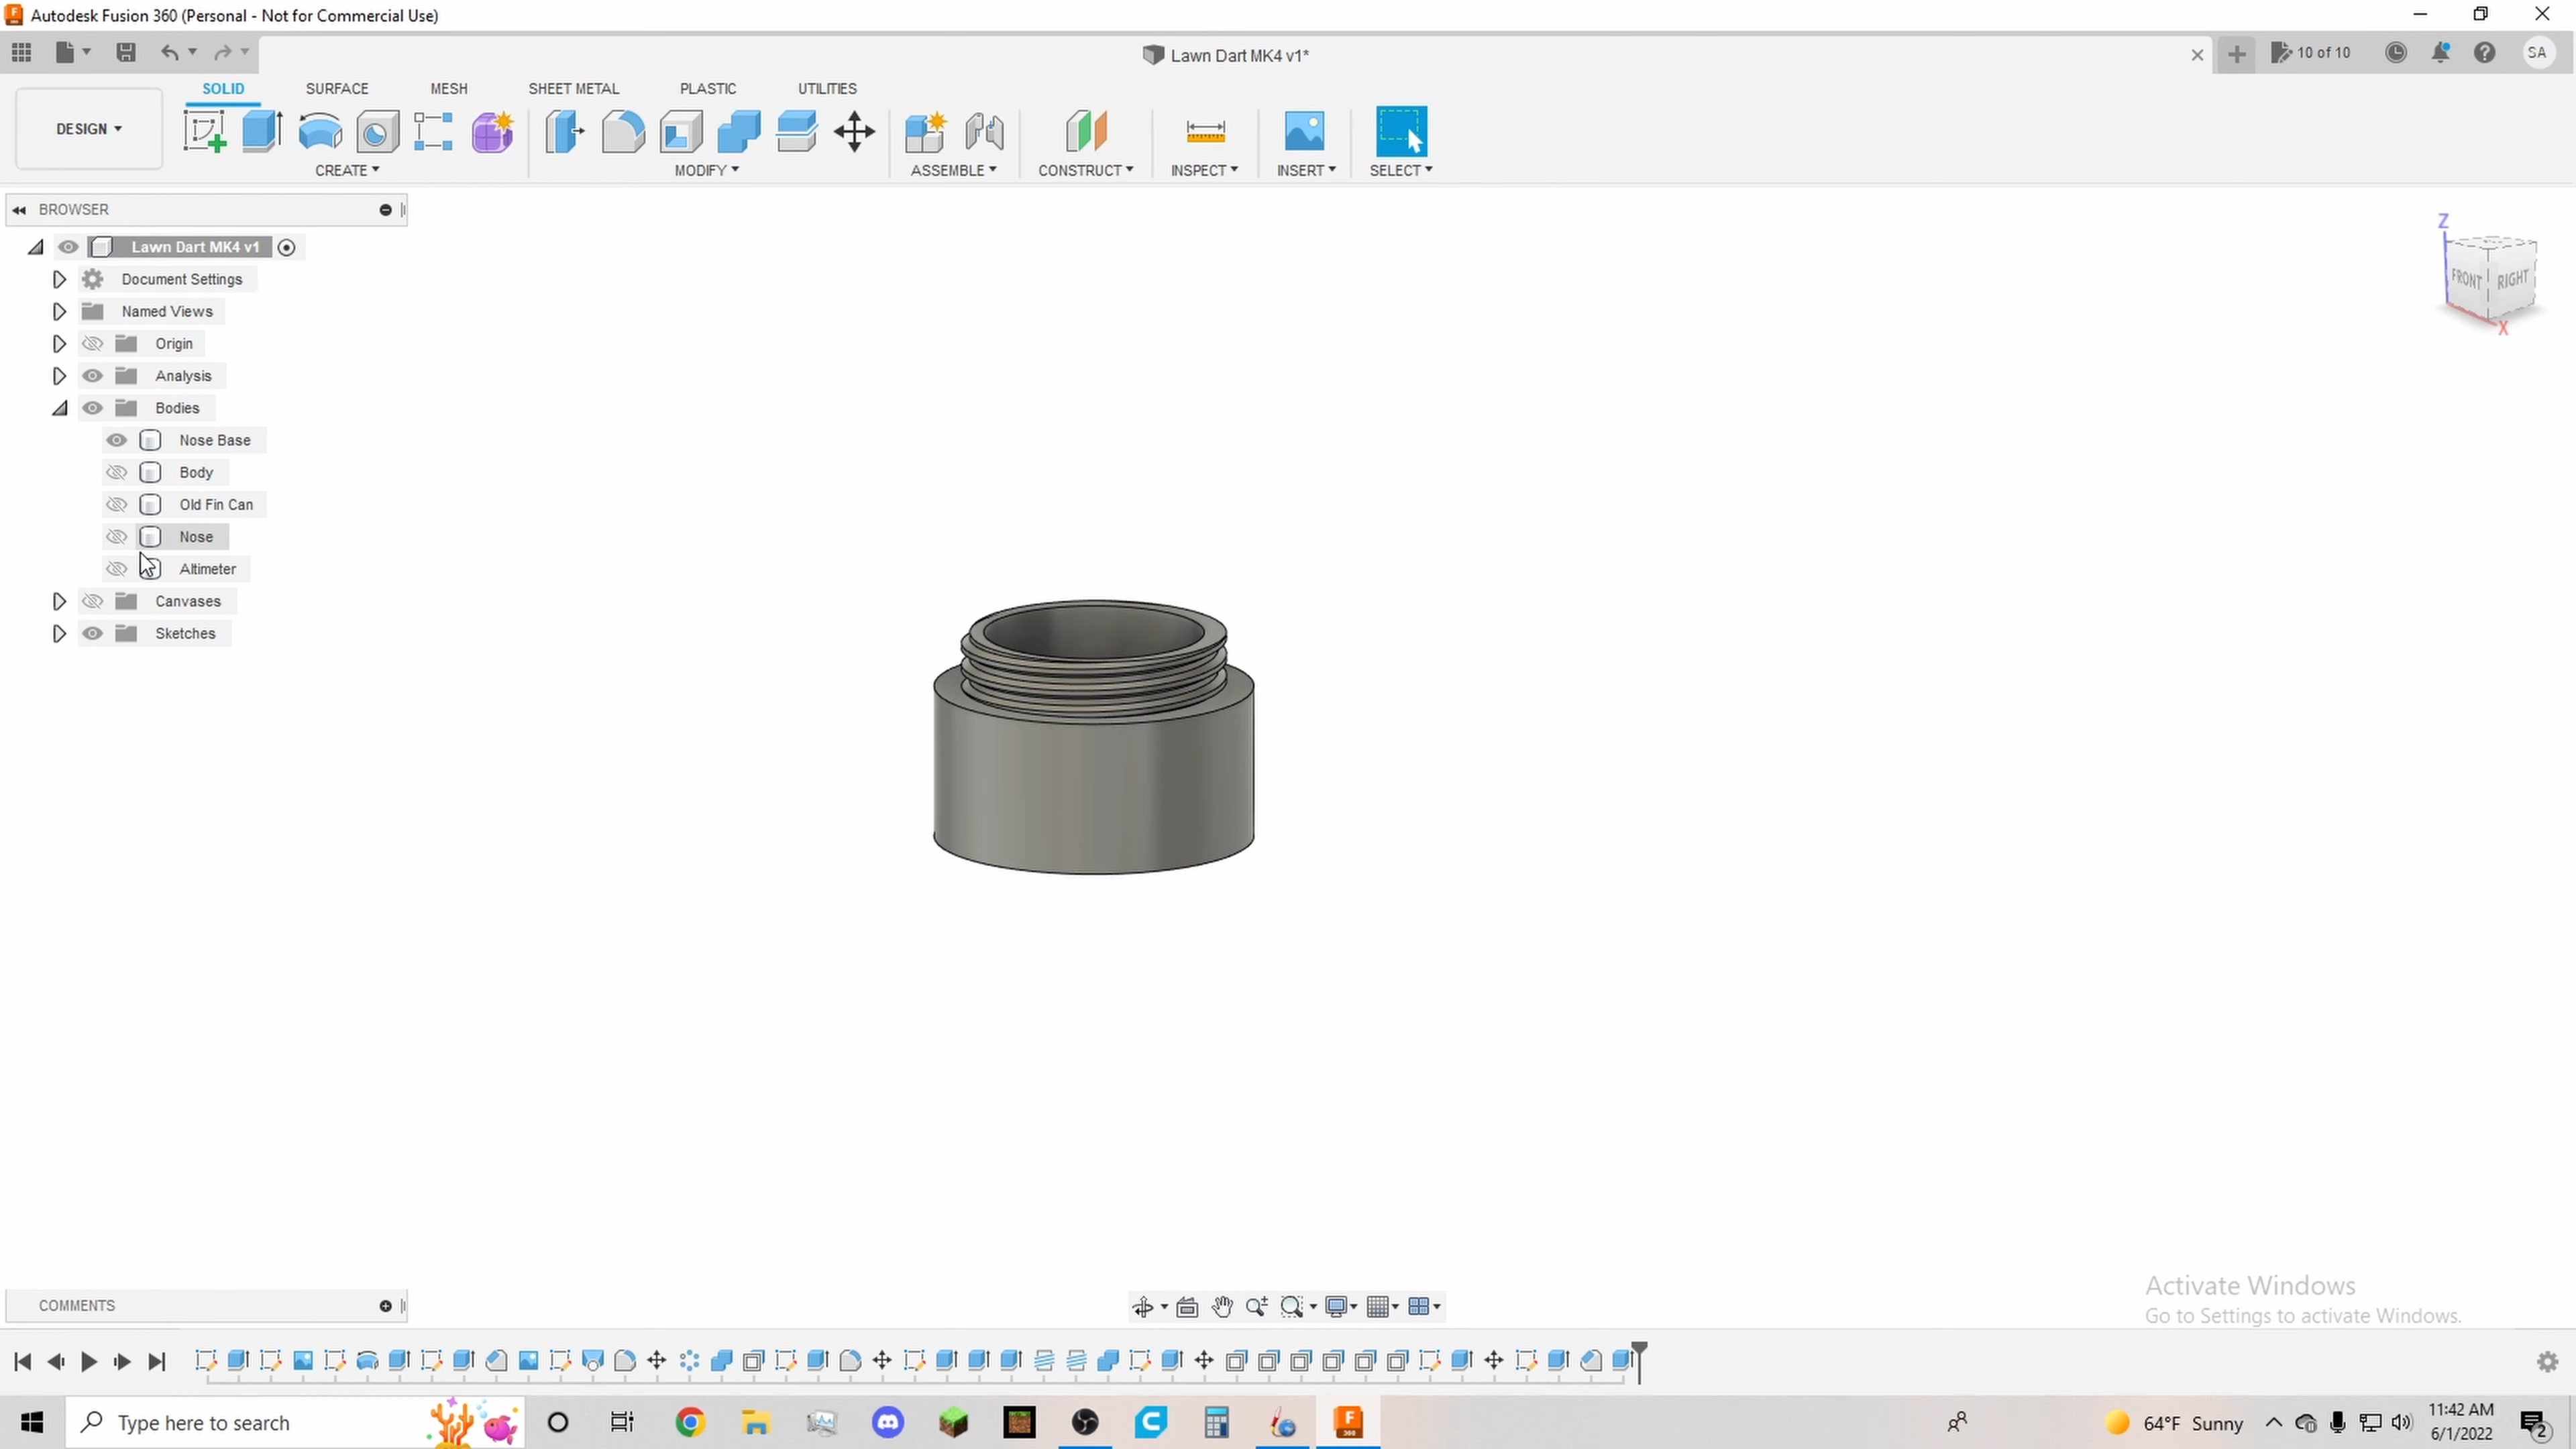 Autodesk Fusion 360 (Personal - Not for Commercial Use)
Lawn Dart MK4 v1*
10 of 10
SA
SOLID SURFACE MESH SHEET METAL PLASTIC UTILITIES
DESIGN
CREATE MODIFY ASSEMBLE CONSTRUCT INSPECT INSERT SELECT
BROWSER
Lawn Dart MK4 v1
Document Settings
Named Views
Origin
Analysis
Bodies
Nose Base
Body
Old Fin Can
Nose
Altimeter
Canvases
Sketches
Z
FRONT RIGHT
X
Activate Windows
Go to Settings to activate Windows.
COMMENTS
Type here to search
F
360
64°F Sunny
11:42 AM
6/1/2022
2